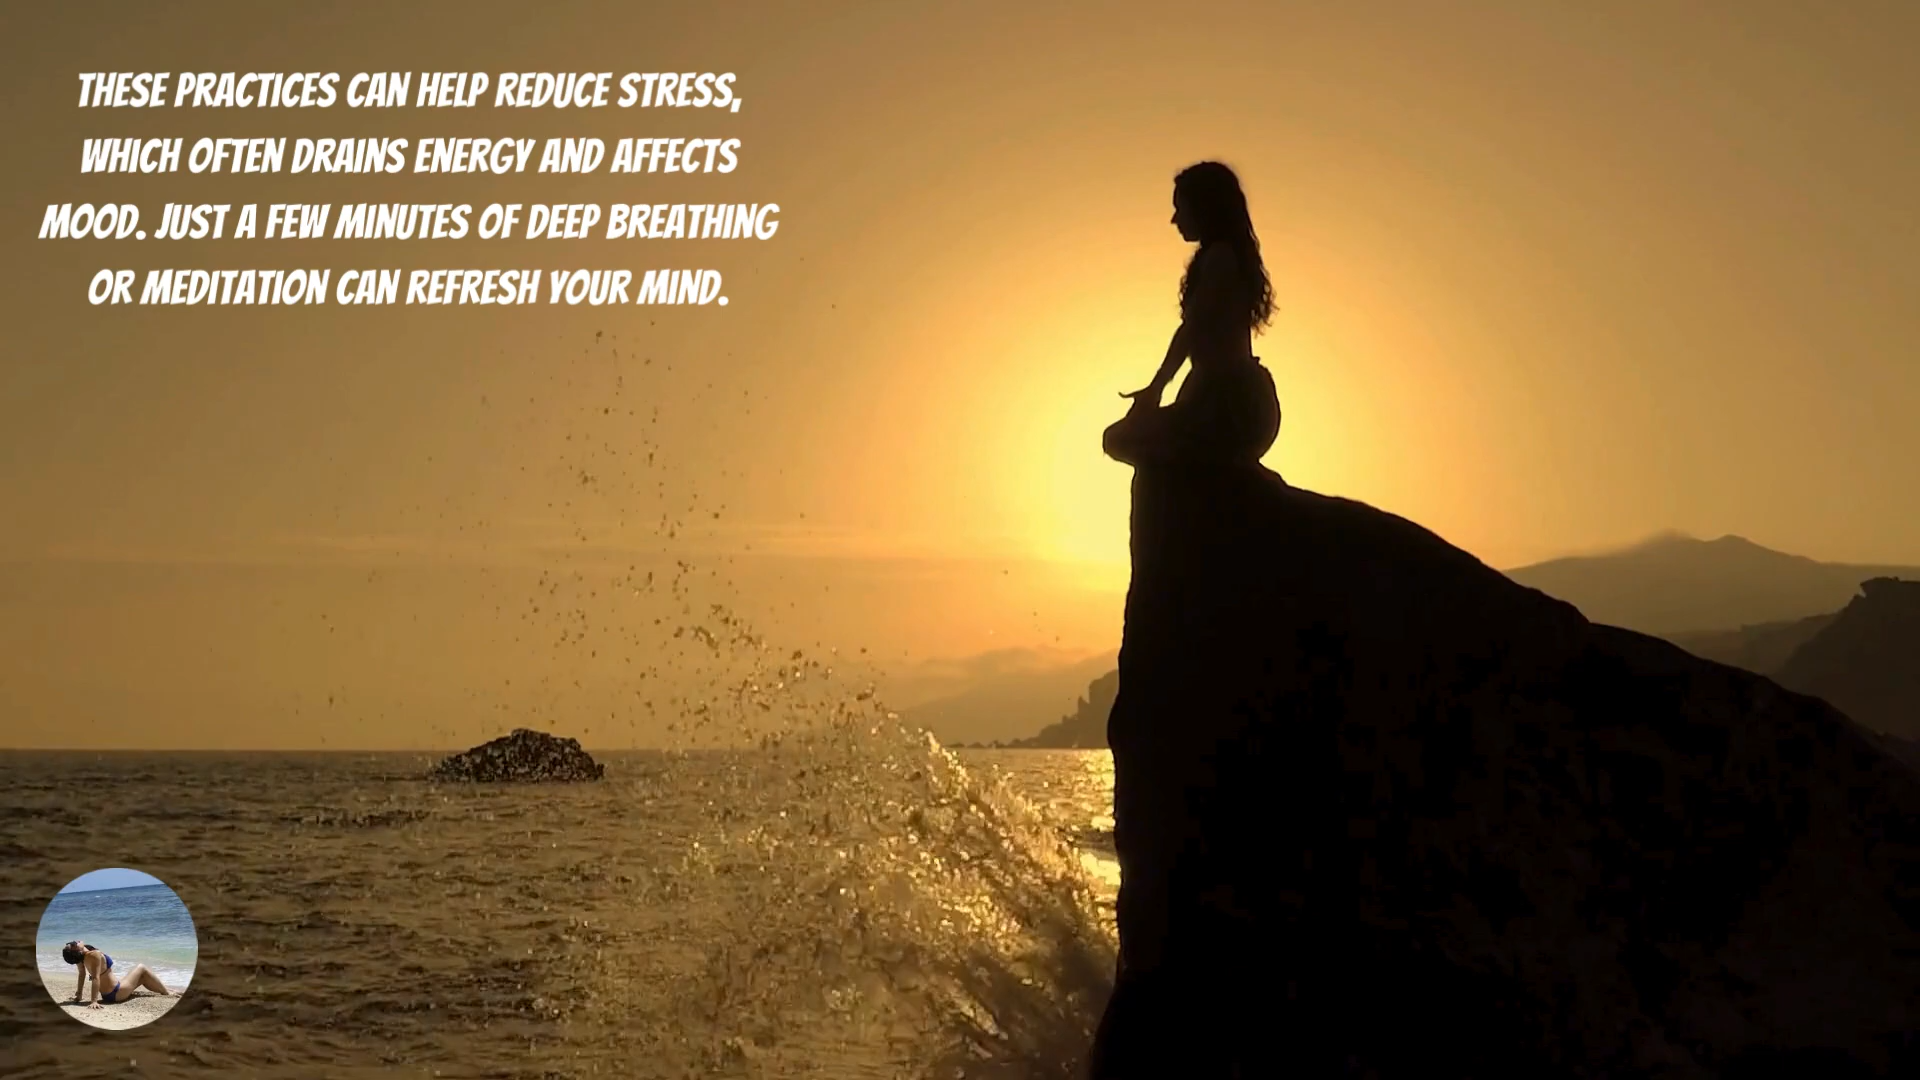 THESE PRACTICES CAN HELP REDUCE STRESS,
WHICH OFTEN DRAINS ENERGY AND AFFECTS
MOOD. JUST A FEW MINUTES OF DEEP BREATHING
OR MEDITATION CAN REFRESH YOUR MIND.